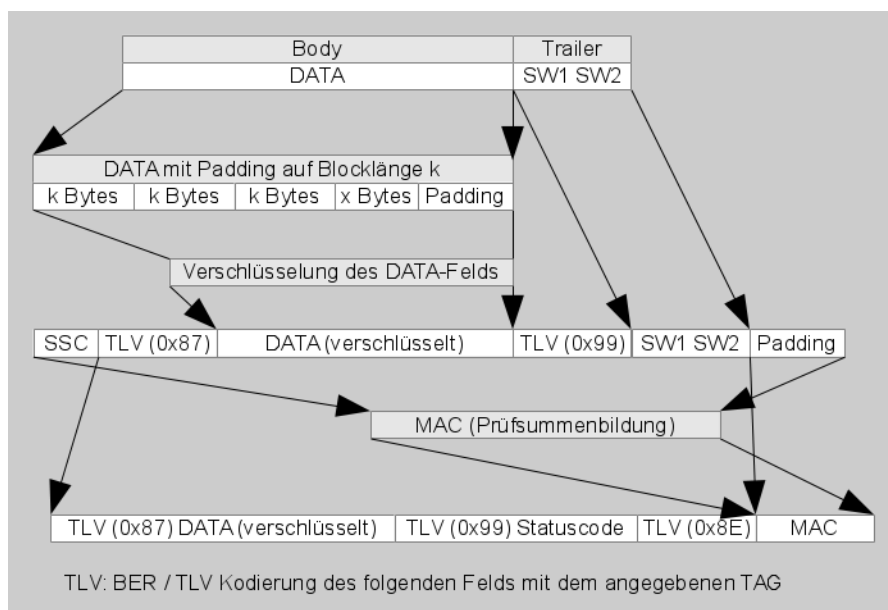 Body Trailer
DATA SW1 SW2
DATA mit Padding auf Blocklänge k
k Bytes k Bytes k Bytes x Bytes Padding
Verschlüsselung des DATA-Felds
SSC TLV (0x87) DATA (verschlüsselt) TLV (0x99) SW1 SW2 Padding
MAC (Prüfsummenbildung)
TLV (0x87) DATA (verschlüsselt) TLV (0x99) Statuscode TLV (0x8E) MAC
TLV: BER / TLV Kodierung des folgenden Felds mit dem angegebenen TAG